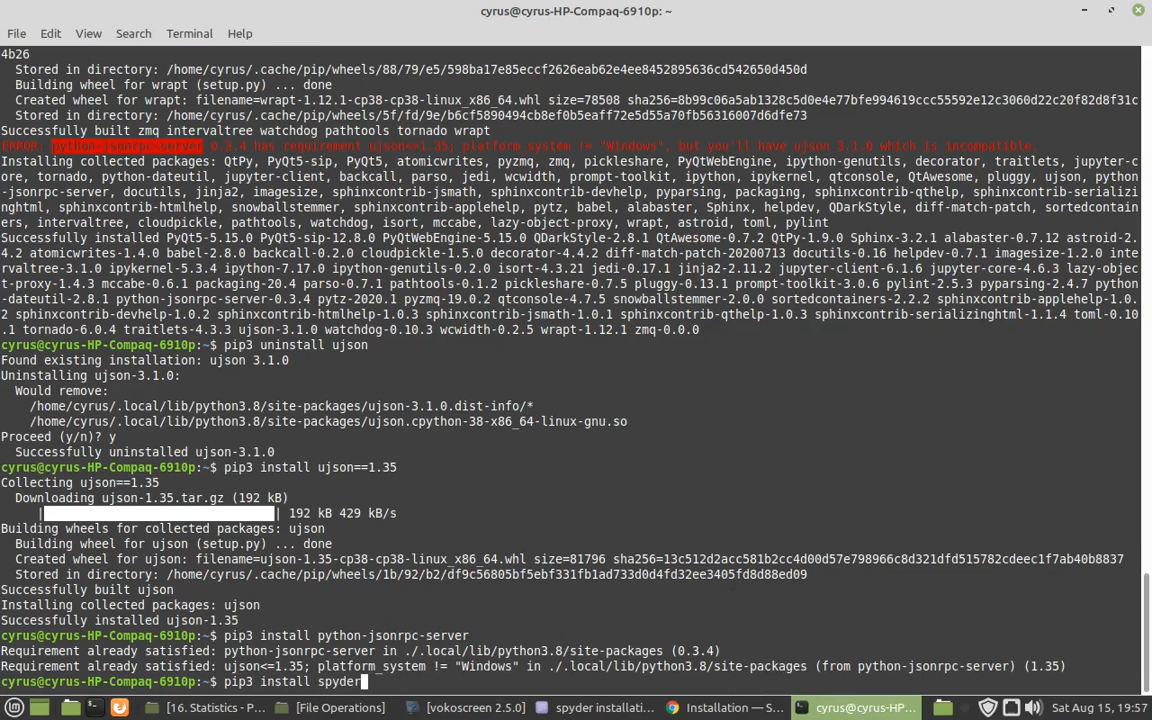 cyrus@cyrus-HP-Compaq-6910p: ~
File Edit View Search Terminal Help
4b26
Stored in directory: /home/cyrus/.cache/pip/wheels/88/79/e5/598ba17e85eccf2626eab62e4ee8452895636cd542650d450d
Building wheel for wrapt (setup.py) ... done
Created wheel for wrapt: filename=wrapt-1.12.1-cp38-cp38-linux_x86_64.whl size=78508 sha256=8b99c06a5ab1328c5d0e4e77bfe994619ccc55592e12c3060d22c20f82d8f31c
Stored in directory: /home/cyrus/.cache/pip/wheels/5f/fd/9e/b6cf5890494cb8ef0b5eaff72e5d55a70fb56316007d6dfe73
Successfully built zmq intervaltree watchdog pathtools tornado wrapt
ERROR: python-jsonrpc-server 0.3.4 has requirement ujson<=1.35; platform_system != "Windows", but you'll have ujson 3.1.0 which is incompatible.
Installing collected packages: QtPy, PyQt5-sip, PyQt5, atomicwrites, pyzmq, zmq, pickleshare, PyQtWebEngine, ipython-genutils, decorator, traitlets, jupyter-c
ore, tornado, python-dateutil, jupyter-client, backcall, parso, jedi, wcwidth, prompt-toolkit, ipython, ipykernel, qtconsole, QtAwesome, pluggy, ujson, python
-jsonrpc-server, docutils, jinja2, imagesize, sphinxcontrib-jsmath, sphinxcontrib-devhelp, pyparsing, packaging, sphinxcontrib-qthelp, sphinxcontrib-serializi
nghtml, sphinxcontrib-htmlhelp, snowballstemmer, sphinxcontrib-applehelp, pytz, babel, alabaster, Sphinx, helpdev, QDarkStyle, diff-match-patch, sortedcontain
ers, intervaltree, cloudpickle, pathtools, watchdog, isort, mccabe, lazy-object-proxy, wrapt, astroid, toml, pylint
Successfully installed PyQt5-5.15.0 PyQt5-sip-12.8.0 PyQtWebEngine-5.15.0 QDarkStyle-2.8.1 QtAwesome-0.7.2 QtPy-1.9.0 Sphinx-3.2.1 alabaster-0.7.12 astroid-2.
4.2 atomicwrites-1.4.0 babel-2.8.0 backcall-0.2.0 cloudpickle-1.5.0 decorator-4.4.2 diff-match-patch-20200713 docutils-0.16 helpdev-0.7.1 imagesize-1.2.0 inte
rvaltree-3.1.0 ipykernel-5.3.4 ipython-7.17.0 ipython-genutils-0.2.0 isort-4.3.21 jedi-0.17.1 jinja2-2.11.2 jupyter-client-6.1.6 jupyter-core-4.6.3 lazy-objec
t-proxy-1.4.3 mccabe-0.6.1 packaging-20.4 parso-0.7.1 pathtools-0.1.2 pickleshare-0.7.5 pluggy-0.13.1 prompt-toolkit-3.0.6 pylint-2.5.3 pyparsing-2.4.7 python
-dateutil-2.8.1 python-jsonrpc-server-0.3.4 pytz-2020.1 pyzmq-19.0.2 qtconsole-4.7.5 snowballstemmer-2.0.0 sortedcontainers-2.2.2 sphinxcontrib-applehelp-1.0.
2 sphinxcontrib-devhelp-1.0.2 sphinxcontrib-htmlhelp-1.0.3 sphinxcontrib-jsmath-1.0.1 sphinxcontrib-qthelp-1.0.3 sphinxcontrib-serializinghtml-1.1.4 toml-0.10
.1 tornado-6.0.4 traitlets-4.3.3 ujson-3.1.0 watchdog-0.10.3 wcwidth-0.2.5 wrapt-1.12.1 zmq-0.0.0
cyrus@cyrus-HP-Compaq-6910p:~$ pip3 uninstall ujson
Found existing installation: ujson 3.1.0
Uninstalling ujson-3.1.0:
Would remove:
/home/cyrus/.local/lib/python3.8/site-packages/ujson-3.1.0.dist-info/*
/home/cyrus/.local/lib/python3.8/site-packages/ujson.cpython-38-x86_64-linux-gnu.so
Proceed (y/n)? y
Successfully uninstalled ujson-3.1.0
cyrus@cyrus-HP-Compaq-6910p:~$ pip3 install ujson==1.35
Collecting ujson==1.35
Downloading ujson-1.35.tar.gz (192 kB)
| | 192 kB 429 kB/s
Building wheels for collected packages: ujson
Building wheel for ujson (setup.py) ... done
Created wheel for ujson: filename=ujson-1.35-cp38-cp38-linux_x86_64.whl size=81796 sha256=13c512d2acc581b2cc4d00d57e798966c8d321dfd515782cdeec1f7ab40b8837
Stored in directory: /home/cyrus/.cache/pip/wheels/1b/92/b2/df9c56805bf5ebf331fb1ad733d0d4fd32ee3405fd8d88ed09
Successfully built ujson
Installing collected packages: ujson
Successfully installed ujson-1.35
cyrus@cyrus-HP-Compaq-6910p:~$ pip3 install python-jsonrpc-server
Requirement already satisfied: python-jsonrpc-server in ./.local/lib/python3.8/site-packages (0.3.4)
Requirement already satisfied: ujson<=1.35; platform_system != "Windows" in ./.local/lib/python3.8/site-packages (from python-jsonrpc-server) (1.35)
cyrus@cyrus-HP-Compaq-6910p:~$ pip3 install spyder
[16. Statistics - P... [File Operations] [vokoscreen 2.5.0] spyder installati... Installation — S... cyrus@cyrus-HP-... Sat Aug 15, 19:57